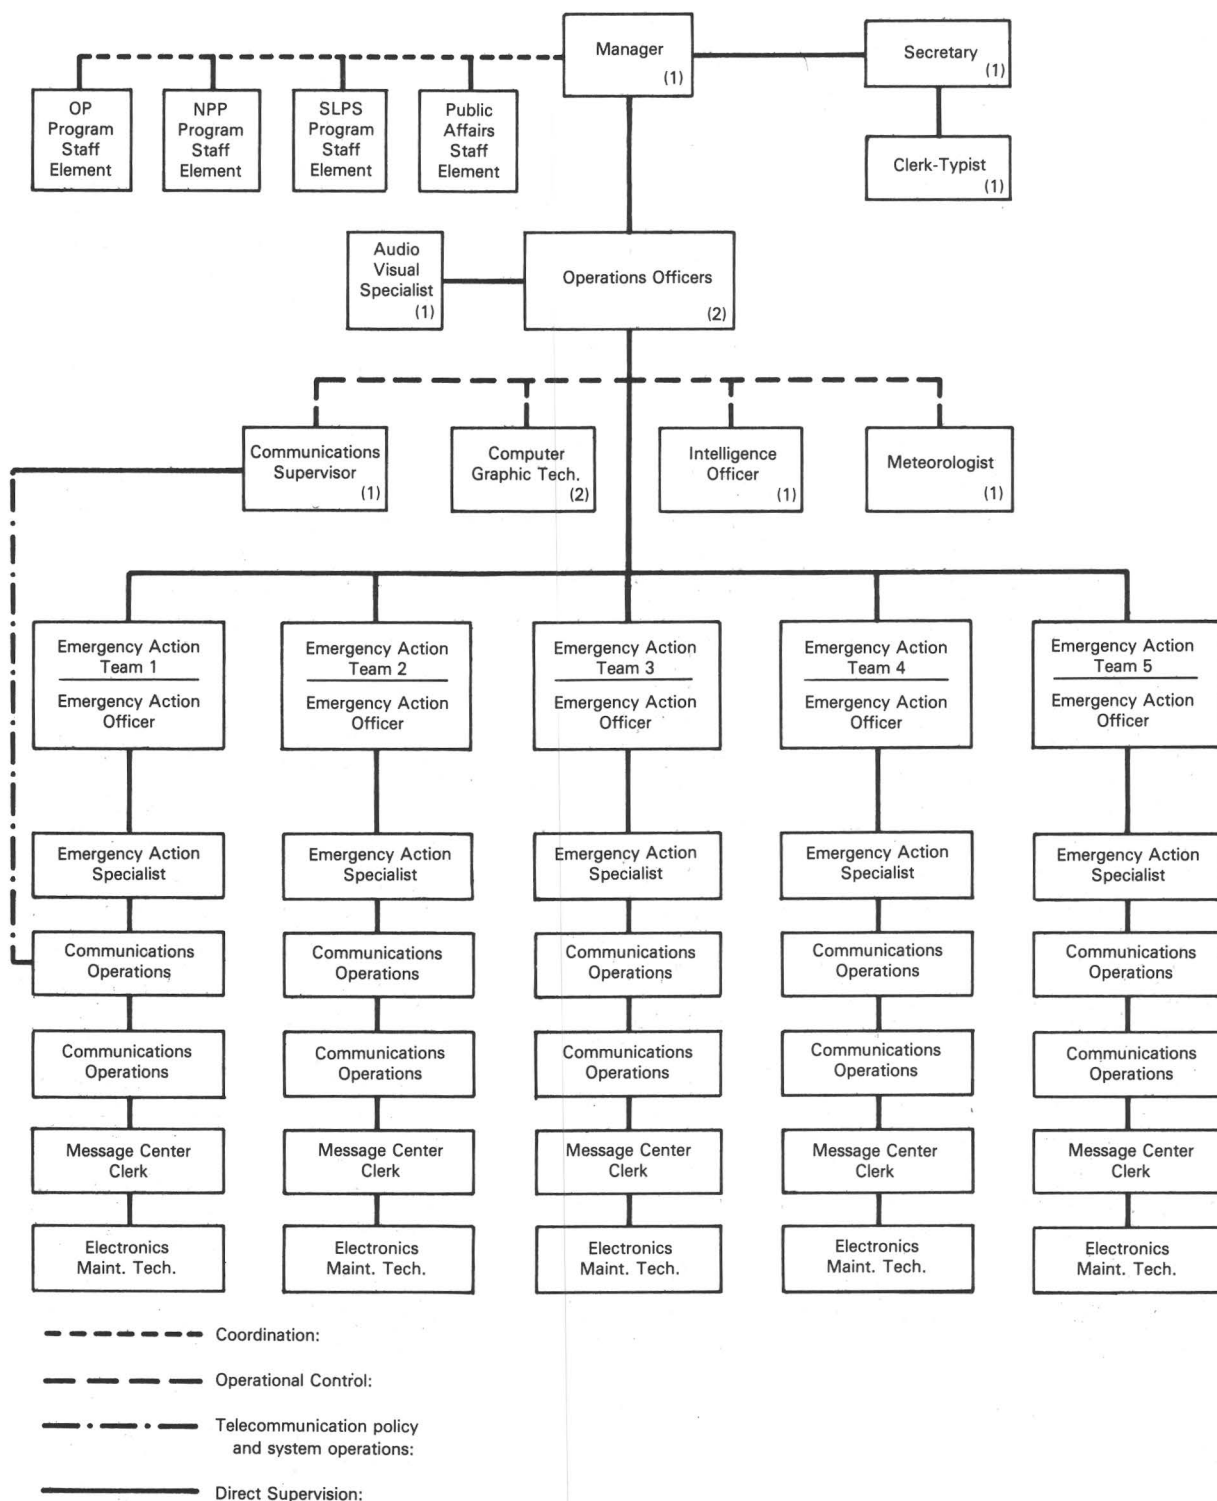 Manager
(1)
Secretary
(1)
OP
Program
Staff
Element
NPP
Program
Staff
Element
SLPS
Program
Staff
Element
Public
Affairs
Staff
Element
Clerk-Typist
(1)
Audio
Visual
Specialist
(1)
Operations Officers
(2)
Communications
Supervisor
(1)
Computer
Graphic Tech.
(2)
Intelligence
Officer
(1)
Meteorologist
(1)
Emergency Action
Team 1
Emergency Action
Officer
Emergency Action
Team 2
Emergency Action
Officer
Emergency Action
Team 3
Emergency Action
Officer
Emergency Action
Team 4
Emergency Action
Officer
Emergency Action
Team 5
Emergency Action
Officer
Emergency Action
Specialist
Emergency Action
Specialist
Emergency Action
Specialist
Emergency Action
Specialist
Emergency Action
Specialist
Communications
Operations
Communications
Operations
Communications
Operations
Communications
Operations
Communications
Operations
Communications
Operations
Communications
Operations
Communications
Operations
Communications
Operations
Communications
Operations
Message Center
Clerk
Message Center
Clerk
Message Center
Clerk
Message Center
Clerk
Message Center
Clerk
Electronics
Maint. Tech.
Electronics
Maint. Tech.
Electronics
Maint. Tech.
Electronics
Maint. Tech.
Electronics
Maint. Tech.
Coordination:
Operational Control:
Telecommunication policy
and system operations:
Direct Supervision: